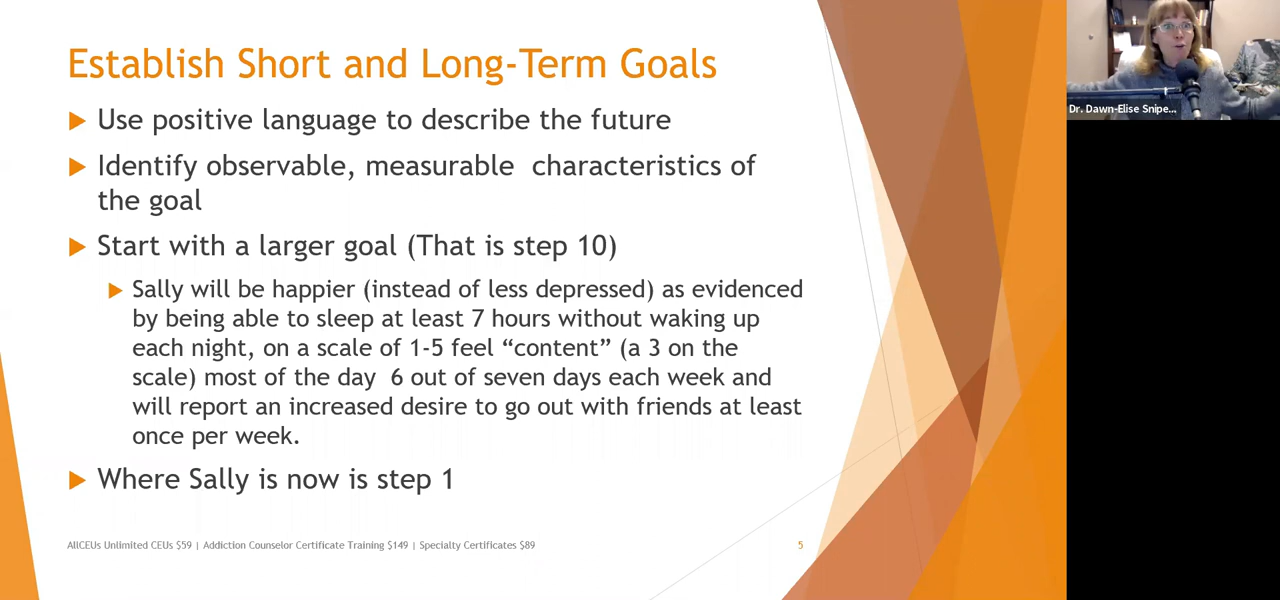 Establish Short and Long-Term Goals
Use positive language to describe the future
Identify observable, measurable characteristics of
the goal
Start with a larger goal (That is step 10)
Sally will be happier (instead of less depressed) as evidenced
by being able to sleep at least 7 hours without waking up
each night, on a scale of 1-5 feel “content” (a 3 on the
scale) most of the day 6 out of seven days each week and
will report an increased desire to go out with friends at least
once per week.
Where Sally is now is step 1
AllCEUs Unlimited CEUs $59 | Addiction Counselor Certificate Training $149 | Specialty Certificates $89
5
Dr. Dawn-Elise Snipe...